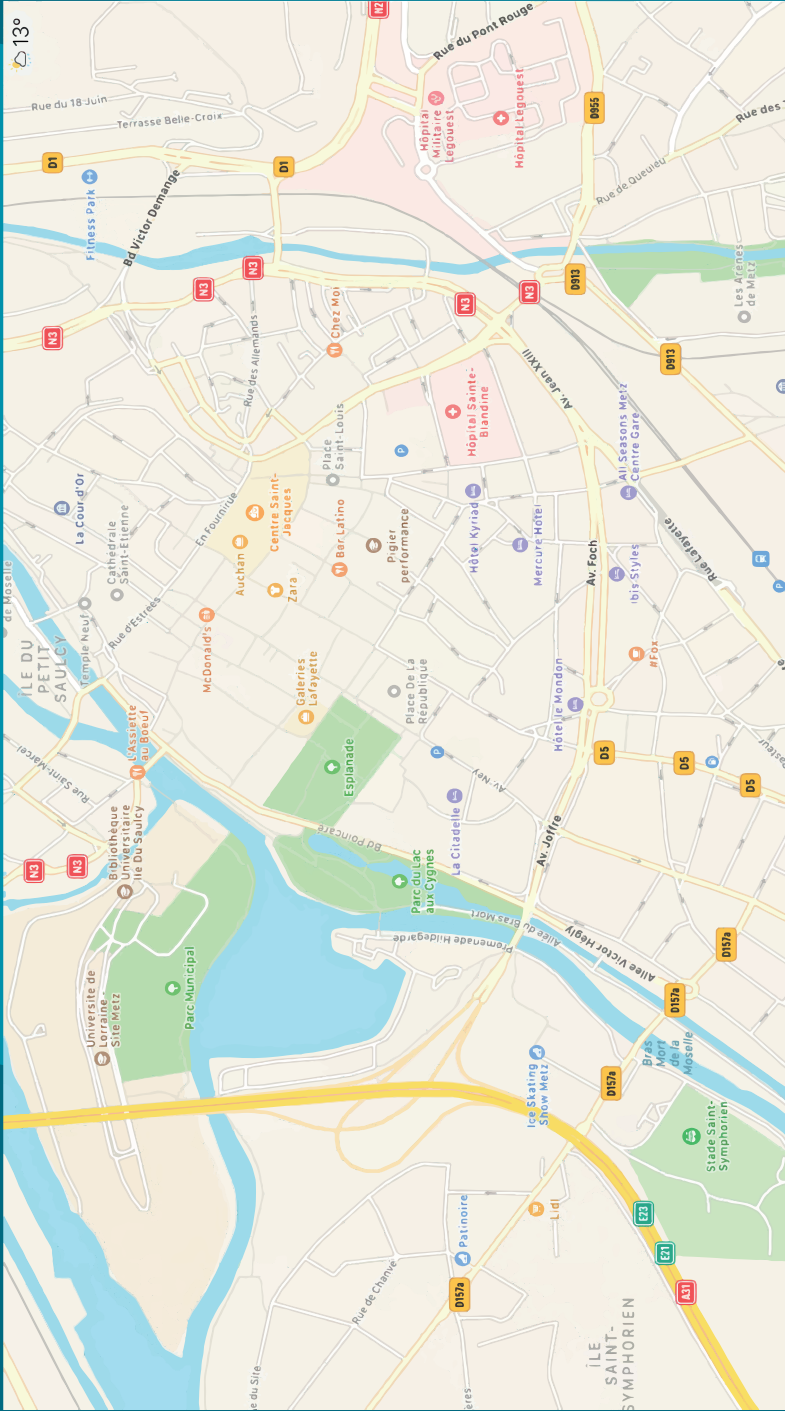 13°
ÎLE DU
PETIT
SAULCY
de Moselle
N3
Rue Saint-Marcel
N3
D1
N3
Rue du 18 Juin
Temple Neuf
La Cour d'Or
Fitness Park
Université de
Lorraine -
Site Metz
Bibliothèque
Universitaire
Ile Du Saulcy
L'Assiette
au Boeuf
Rue d'Estrées
Cathédrale
Saint-Etienne
Bd Victor Demange
Terrasse Belle-Croix
Parc Municipal
McDonald's
En Fournirue
N3
Auchan
Rue des Allemands
N3
D1
Centre Saint-
Jacques
Zara
Galeries
Lafayette
Esplanade
Bar Latino
Place
Saint-Louis
Chez Moi
Bd Poincaré
Rue de Chanve
Pigier
performance
Place De La
République
Parc du Lac
aux Cygnes
Promenade Hildegarde
Allée du Bras Mort
La Citadelle
Av. Ney
Hôpital
Militaire
Legouest
Rue du Pont Rouge
D157a
Patinoire
Hôpital Sainte-
Blandine
N3
Hôtel Kyriad
Hôpital Legouest
N3
Mercure Hôtel
Ice Skating
Show Metz
Lidl
Av. Joffre
Hôtel le Mondon
Av. Jean XXIII
D913
D955
Av. Foch
Ibis Styles
All Seasons Metz
Centre Gare
D5
D157a
Allée Victor Hégly
ÎLE
SAINT-
SYMPHORIEN
E23
E21
A31
#Fox
Rue de Queuleu
D913
Bras
Mort
de la
Moselle
D157a
D5
Rue Lafayette
Stade Saint-
Symphorien
D157a
D5
Les Arènes
de Metz
Rue des